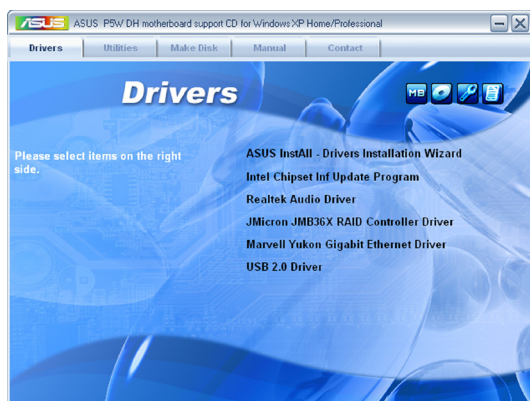 ASUS P5W DH motherboard support CD for Windows XP Home/Professional
Drivers Utilities Make Disk Manual Contact
Drivers
MB
Please select items on the right
side.
ASUS InstAll - Drivers Installation Wizard
Intel Chipset Inf Update Program
Realtek Audio Driver
JMicron JMB36X RAID Controller Driver
Marvell Yukon Gigabit Ethernet Driver
USB 2.0 Driver